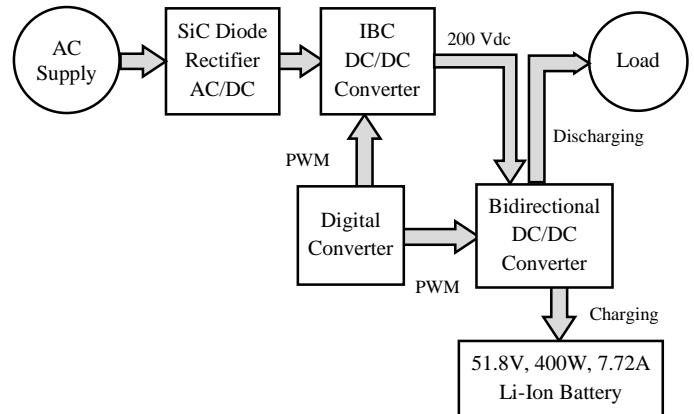 AC
Supply
SiC Diode
Rectifier
AC/DC
IBC
DC/DC
Converter
200 Vdc
Load
Discharging
PWM
Digital
Converter
PWM
Bidirectional
DC/DC
Converter
Charging
51.8V, 400W, 7.72A
Li-Ion Battery